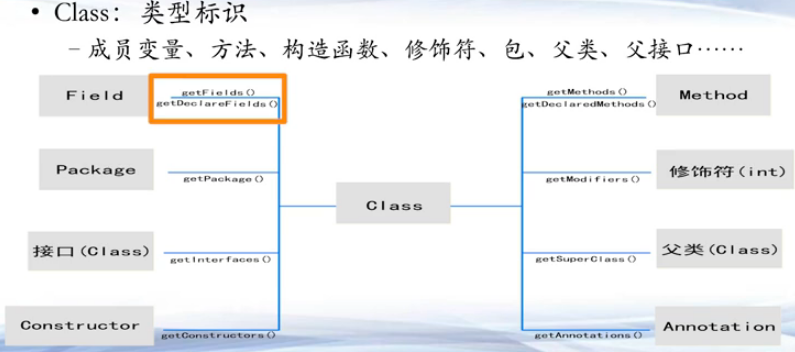 • Class: 类型标识
– 成员变量、方法、构造函数、修饰符、包、父类、父接口……
Field
getFields()
getDeclareFields()
getMethods()
getDeclaredMethods()
Method
Package
getPackage()
getModifiers()
修饰符(int)
Class
接口(Class)
getInterfaces()
getSuperClass()
父类(Class)
Constructor
getConstructors()
getAnnotations()
Annotation